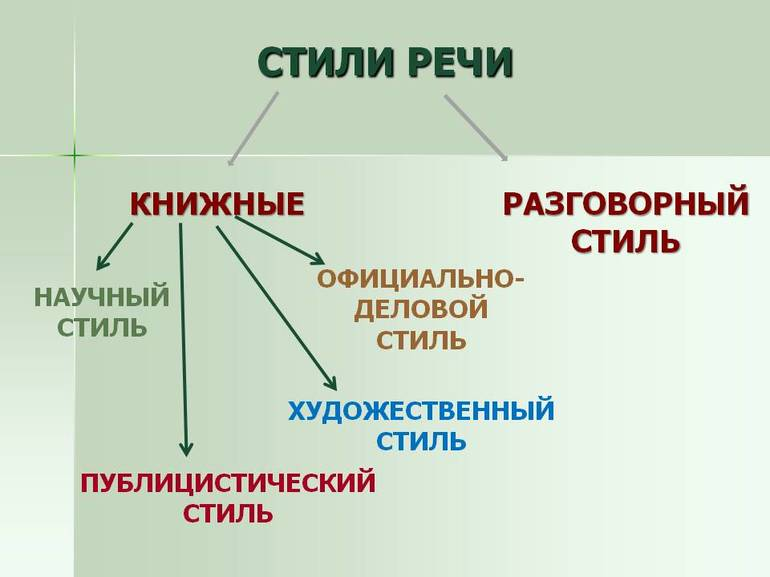 СТИЛИ РЕЧИ
КНИЖНЫЕ
РАЗГОВОРНЫЙ
СТИЛЬ
НАУЧНЫЙ
СТИЛЬ
ОФИЦИАЛЬНО-
ДЕЛОВОЙ
СТИЛЬ
ХУДОЖЕСТВЕННЫЙ
СТИЛЬ
ПУБЛИЦИСТИЧЕСКИЙ
СТИЛЬ